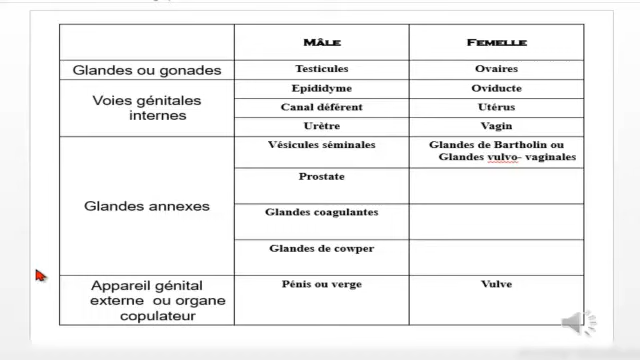 Mâle Femelle
Glandes ou gonades Testicules Ovaires
Voies génitales internes
Epididyme Oviducte
Canal déférent Utérus
Urètre Vagin
Glandes annexes
Vésicules séminales Glandes de Bartholin ou
Glandes vulvo- vaginales
Prostate
Glandes coagulantes
Glandes de cowper
Appareil génital
externe ou organe
copulateur
Pénis ou verge Vulve